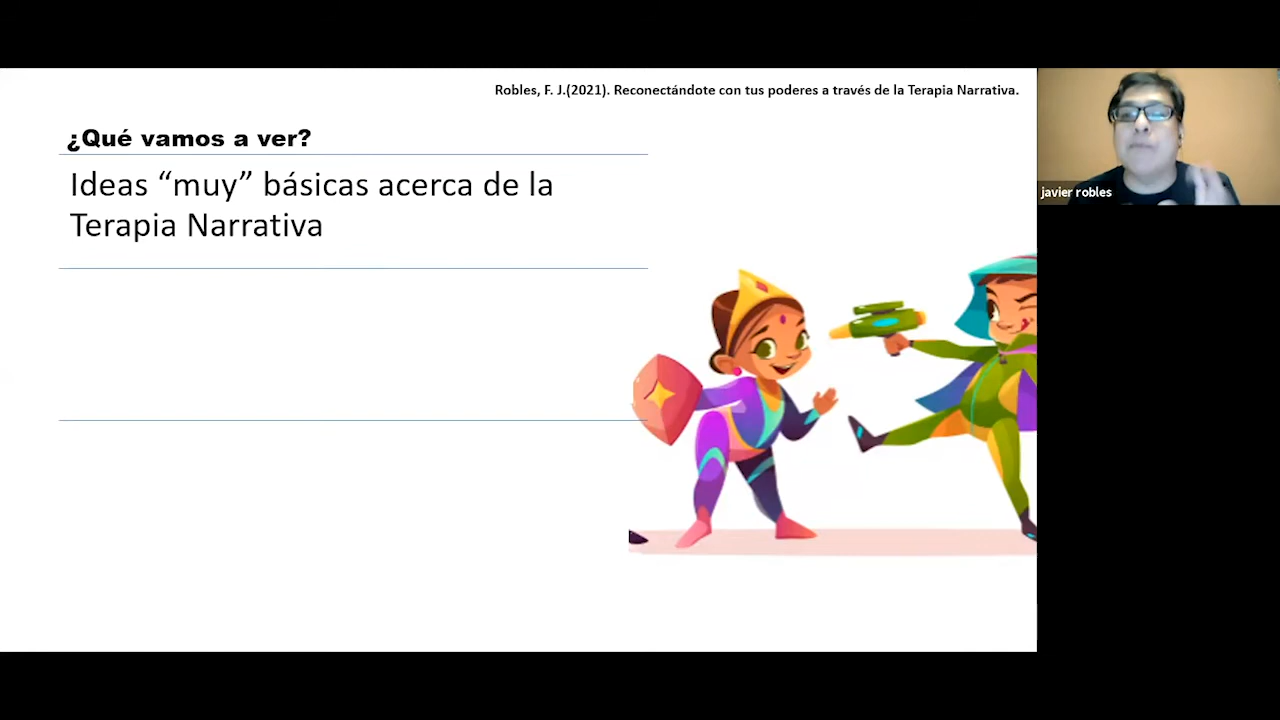 Robles, F. J.(2021). Reconectándote con tus poderes a través de la Terapia Narrativa.
¿Qué vamos a ver?
Ideas “muy” básicas acerca de la
Terapia Narrativa
javier robles